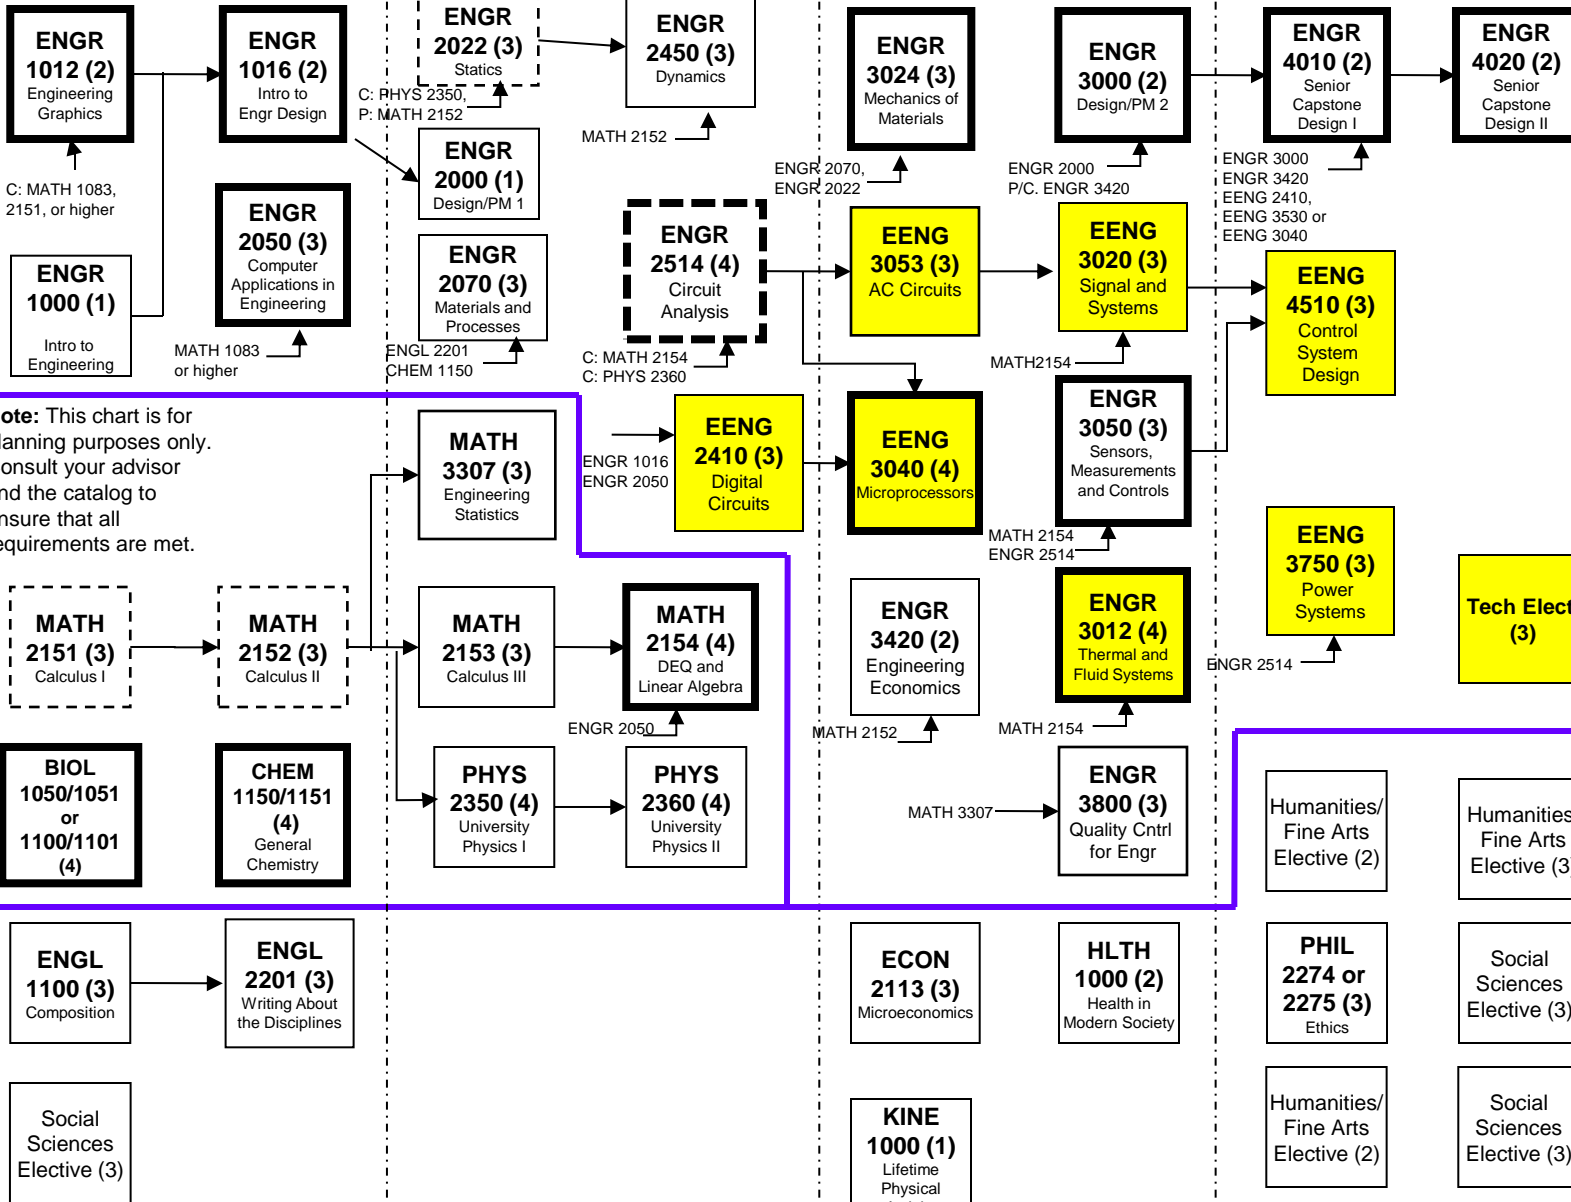 ENGR
1012 (2)
Engineering
Graphics
ENGR
1016 (2)
Intro to
Engr Design
ENGR
2022 (3)
Statics
C: PHYS 2350,
P: MATH 2152
ENGR
2450 (3)
Dynamics
MATH 2152
ENGR
3024 (3)
Mechanics of
Materials
ENGR 2070,
ENGR 2022
ENGR
3000 (2)
Design/PM 2
ENGR 2000
P/C. ENGR 3420
ENGR
4010 (2)
Senior
Capstone
Design I
ENGR
4020 (2)
Senior
Capstone
Design II
ENGR 3000
ENGR 3420
EENG 2410,
EENG 3530 or
EENG 3040
C: MATH 1083,
2151, or higher
ENGR
2000 (1)
Design/PM 1
ENGR
1000 (1)
Intro to
Engineering
ENGR
2050 (3)
Computer
Applications in
Engineering
MATH 1083
or higher
ENGR
2070 (3)
Materials and
Processes
ENGL 2201
CHEM 1150
ENGR
2514 (4)
Circuit
Analysis
C: MATH 2154
C: PHYS 2360
EENG
3053 (3)
AC Circuits
EENG
3020 (3)
Signal and
Systems
MATH2154
EENG
4510 (3)
Control
System
Design
ote: This chart is for
lanning purposes only.
onsult your advisor
nd the catalog to
nsure that all
equirements are met.
MATH
3307 (3)
Engineering
Statistics
ENGR 1016
ENGR 2050
EENG
2410 (3)
Digital
Circuits
EENG
3040 (4)
Microprocessors
ENGR
3050 (3)
Sensors,
Measurements
and Controls
MATH 2154
ENGR 2514
EENG
3750 (3)
Power
Systems
ENGR 2514
Tech Elect
(3)
MATH
2151 (3)
Calculus I
MATH
2152 (3)
Calculus II
MATH
2153 (3)
Calculus III
MATH
2154 (4)
DEQ and
Linear Algebra
ENGR 2050
ENGR
3420 (2)
Engineering
Economics
MATH 2152
ENGR
3012 (4)
Thermal and
Fluid Systems
MATH 2154
BIOL
1050/1051
or
1100/1101
(4)
CHEM
1150/1151
(4)
General
Chemistry
PHYS
2350 (4)
University
Physics I
PHYS
2360 (4)
University
Physics II
MATH 3307
ENGR
3800 (3)
Quality Cntrl
for Engr
Humanities/
Fine Arts
Elective (2)
Humanities
Fine Arts
Elective (3)
ENGL
1100 (3)
Composition
ENGL
2201 (3)
Writing About
the Disciplines
ECON
2113 (3)
Microeconomics
HLTH
1000 (2)
Health in
Modern Society
PHIL
2274 or
2275 (3)
Ethics
Social
Sciences
Elective (3)
Social
Sciences
Elective (3)
KINE
1000 (1)
Lifetime
Physical
Humanities/
Fine Arts
Elective (2)
Social
Sciences
Elective (3)